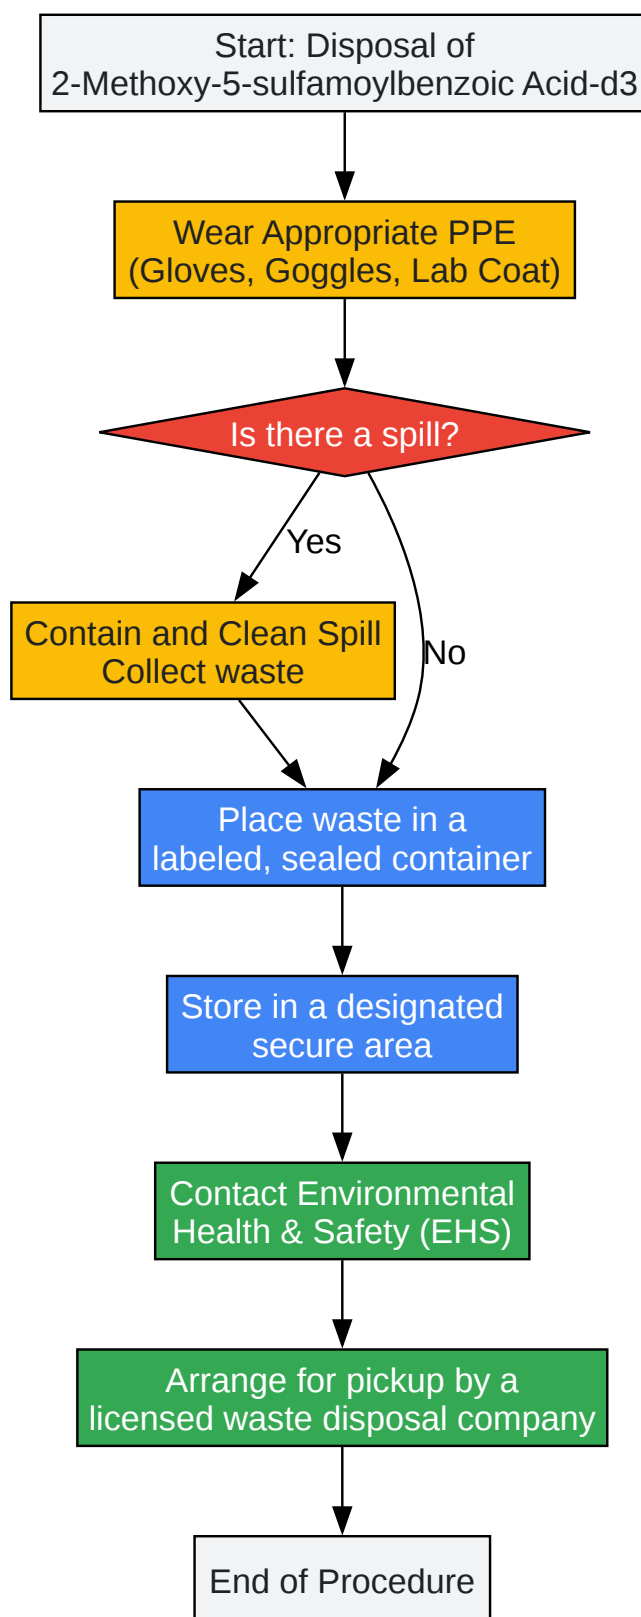 Start: Disposal of
2-Methoxy-5-sulfamoylbenzoic Acid-d3
Wear Appropriate PPE
(Gloves, Goggles, Lab Coat)
Is there a spill?
Yes
Contain and Clean Spill
Collect waste
No
Place waste in a
labeled, sealed container
Store in a designated
secure area
Contact Environmental
Health & Safety (EHS)
Arrange for pickup by a
licensed waste disposal company
End of Procedure